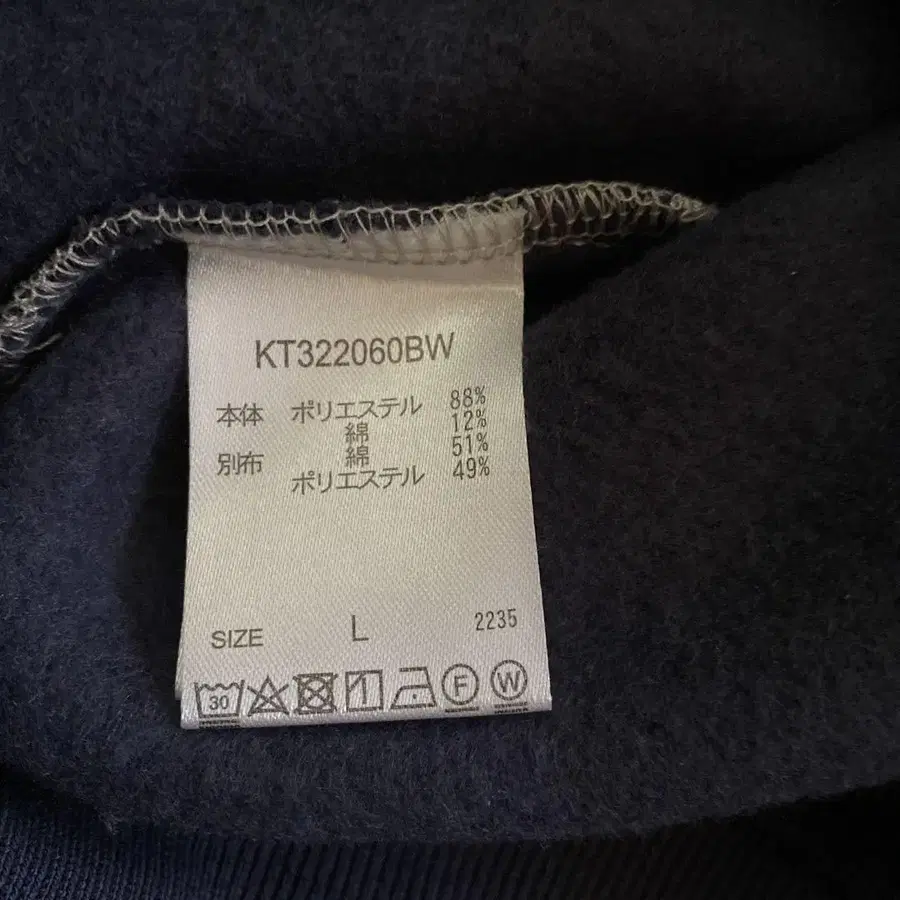 KT322060BW
本体 ポリエステル 88%
綿 12%
別布 綿 51%
ポリエステル 49%
SIZE L 2235
30 F W